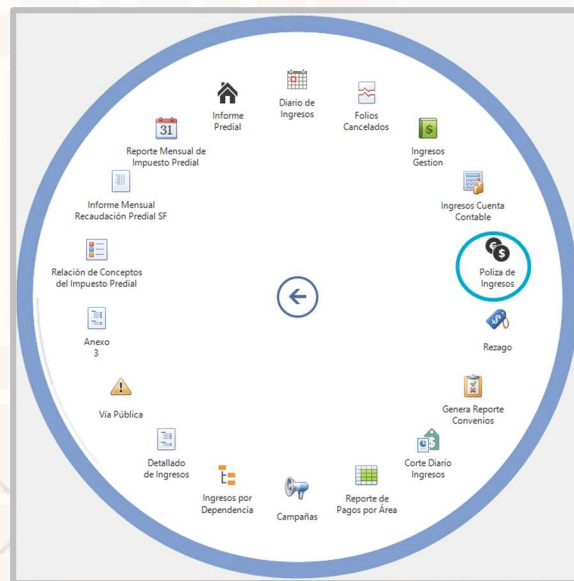 Diario de
Ingresos
Folios
Cancelados
Ingresos
Gestion
Ingresos Cuenta
Contable
Poliza de
Ingresos
Rezago
Genera Reporte
Convenios
Corte Diario
Ingresos
Reporte de
Pagos por Área
Campañas
Ingresos por
Dependencia
Detallado
de Ingresos
Vía Pública
Anexo
3
Relación de Conceptos
del Impuesto Predial
Informe Mensual
Recaudación Predial SF
31
Reporte Mensual de
Impuesto Predial
Informe
Predial